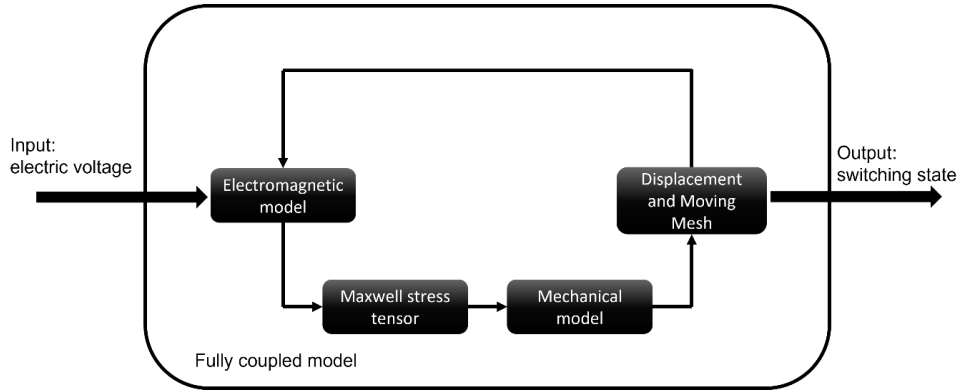 Input:
electric voltage
Electromagnetic
model
Maxwell stress
tensor
Mechanical
model
Displacement
and Moving
Mesh
Output:
switching state
Fully coupled model